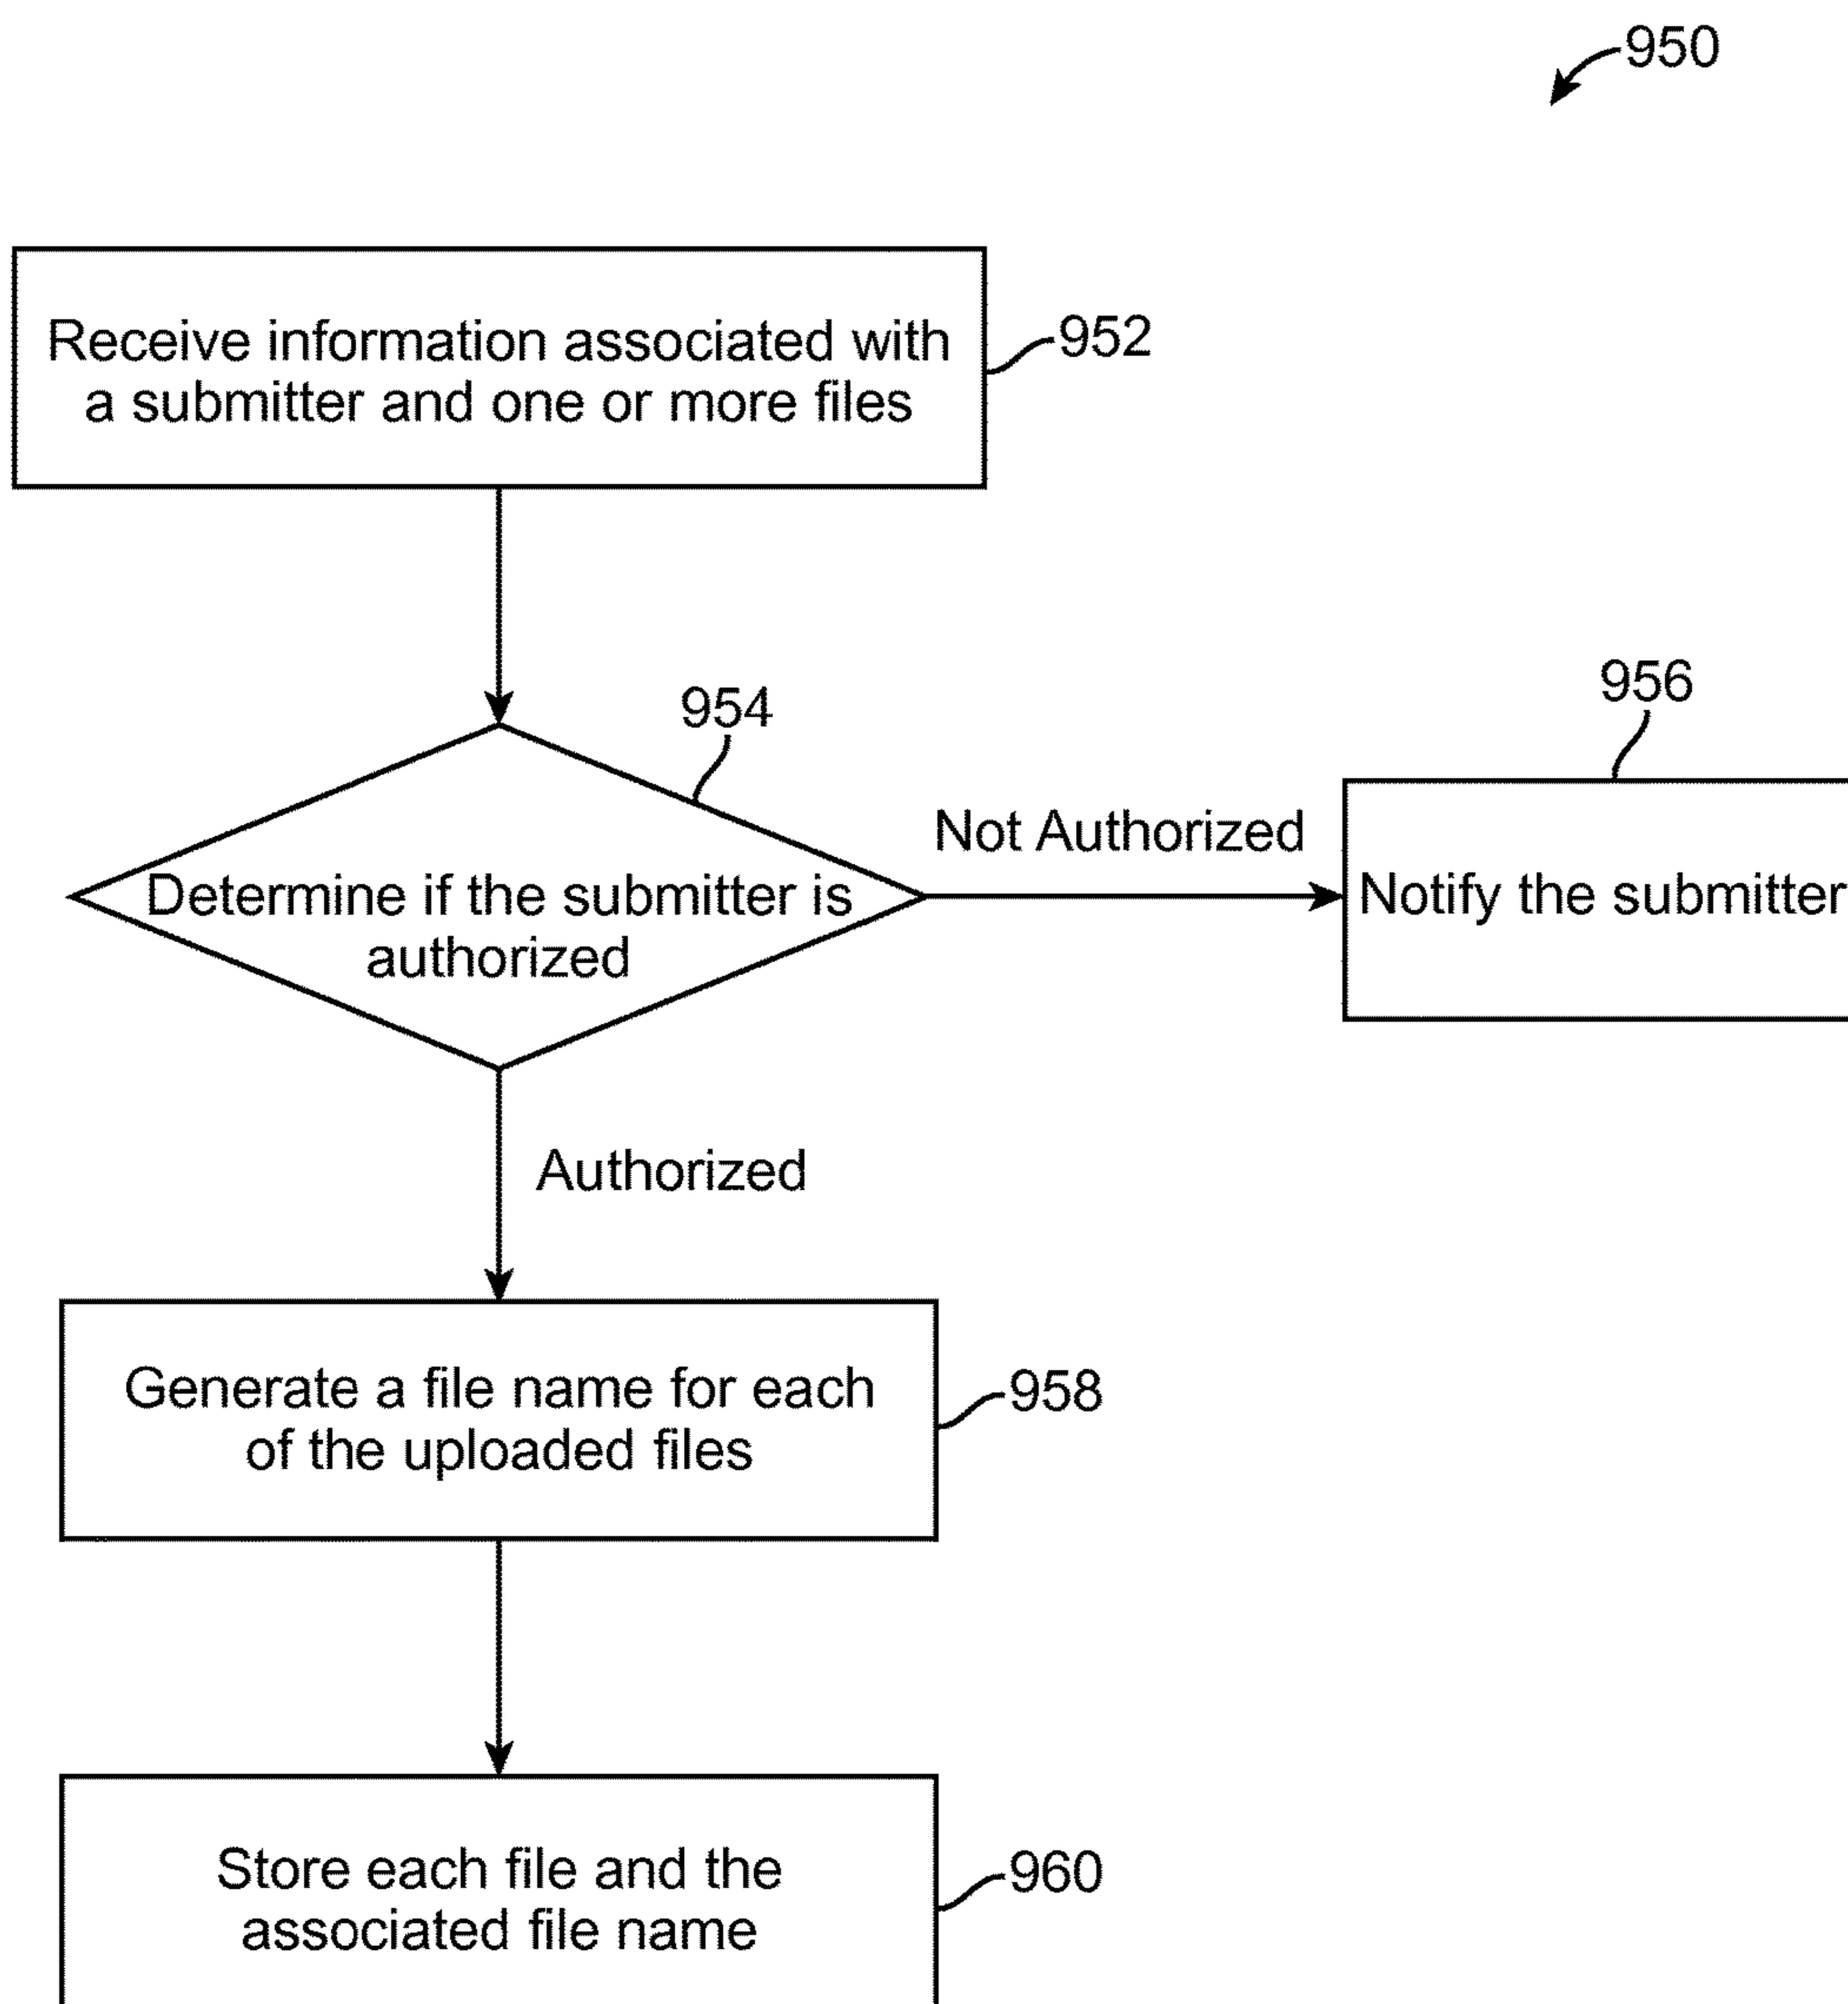 950
Receive information associated with
a submitter and one or more files
952
954
956
Not Authorized
Determine if the submitter is
authorized
Notify the submitter
Authorized
Generate a file name for each
of the uploaded files
958
Store each file and the
associated file name
960